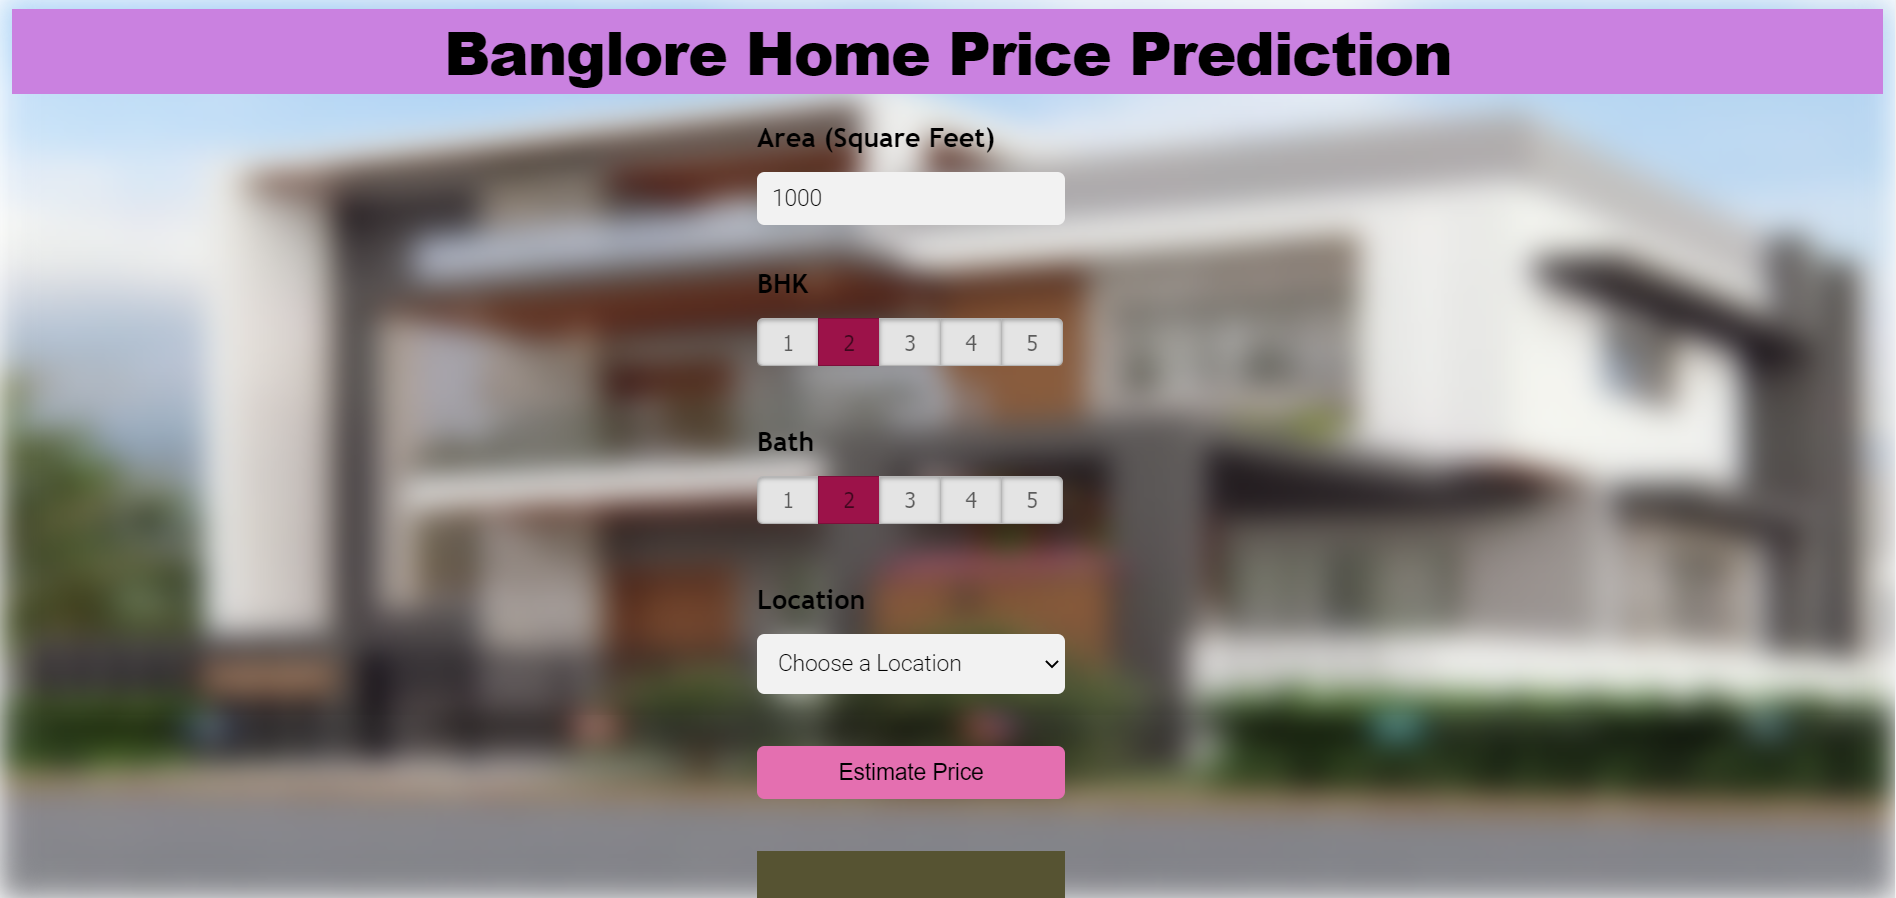 Banglore Home Price Prediction
Area (Square Feet)
1000
BHK
1 2 3 4 5
Bath
1 2 3 4 5
Location
Choose a Location
Estimate Price